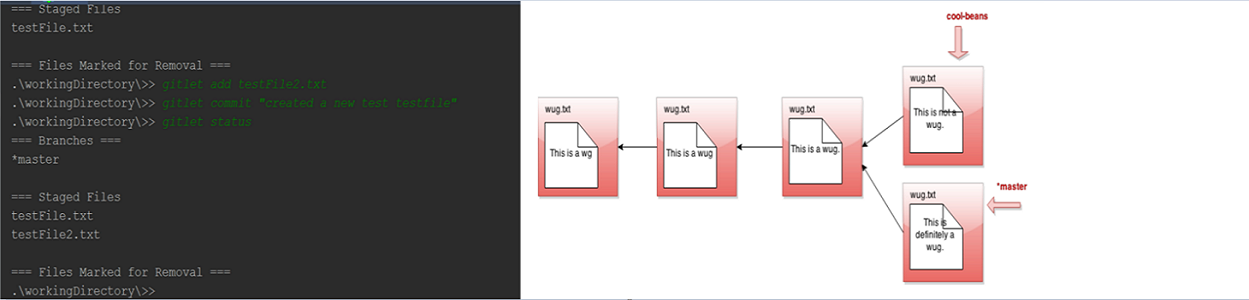 === Staged Files
testFile.txt
=== Files Marked for Removal ===
.\workingDirectory\>> gitlet add testFile2.txt
.\workingDirectory\>> gitlet commit "created a new test testfile"
.\workingDirectory\>> gitlet status
=== Branches ===
*master
=== Staged Files
testFile.txt
testFile2.txt
=== Files Marked for Removal ===
.\workingDirectory\>>
cool-beans
wug.txt
This is not a
wug.
wug.txt
This is a wg
wug.txt
This is a wug
wug.txt
This is a wug.
*master
wug.txt
This is
definitely a
wug.